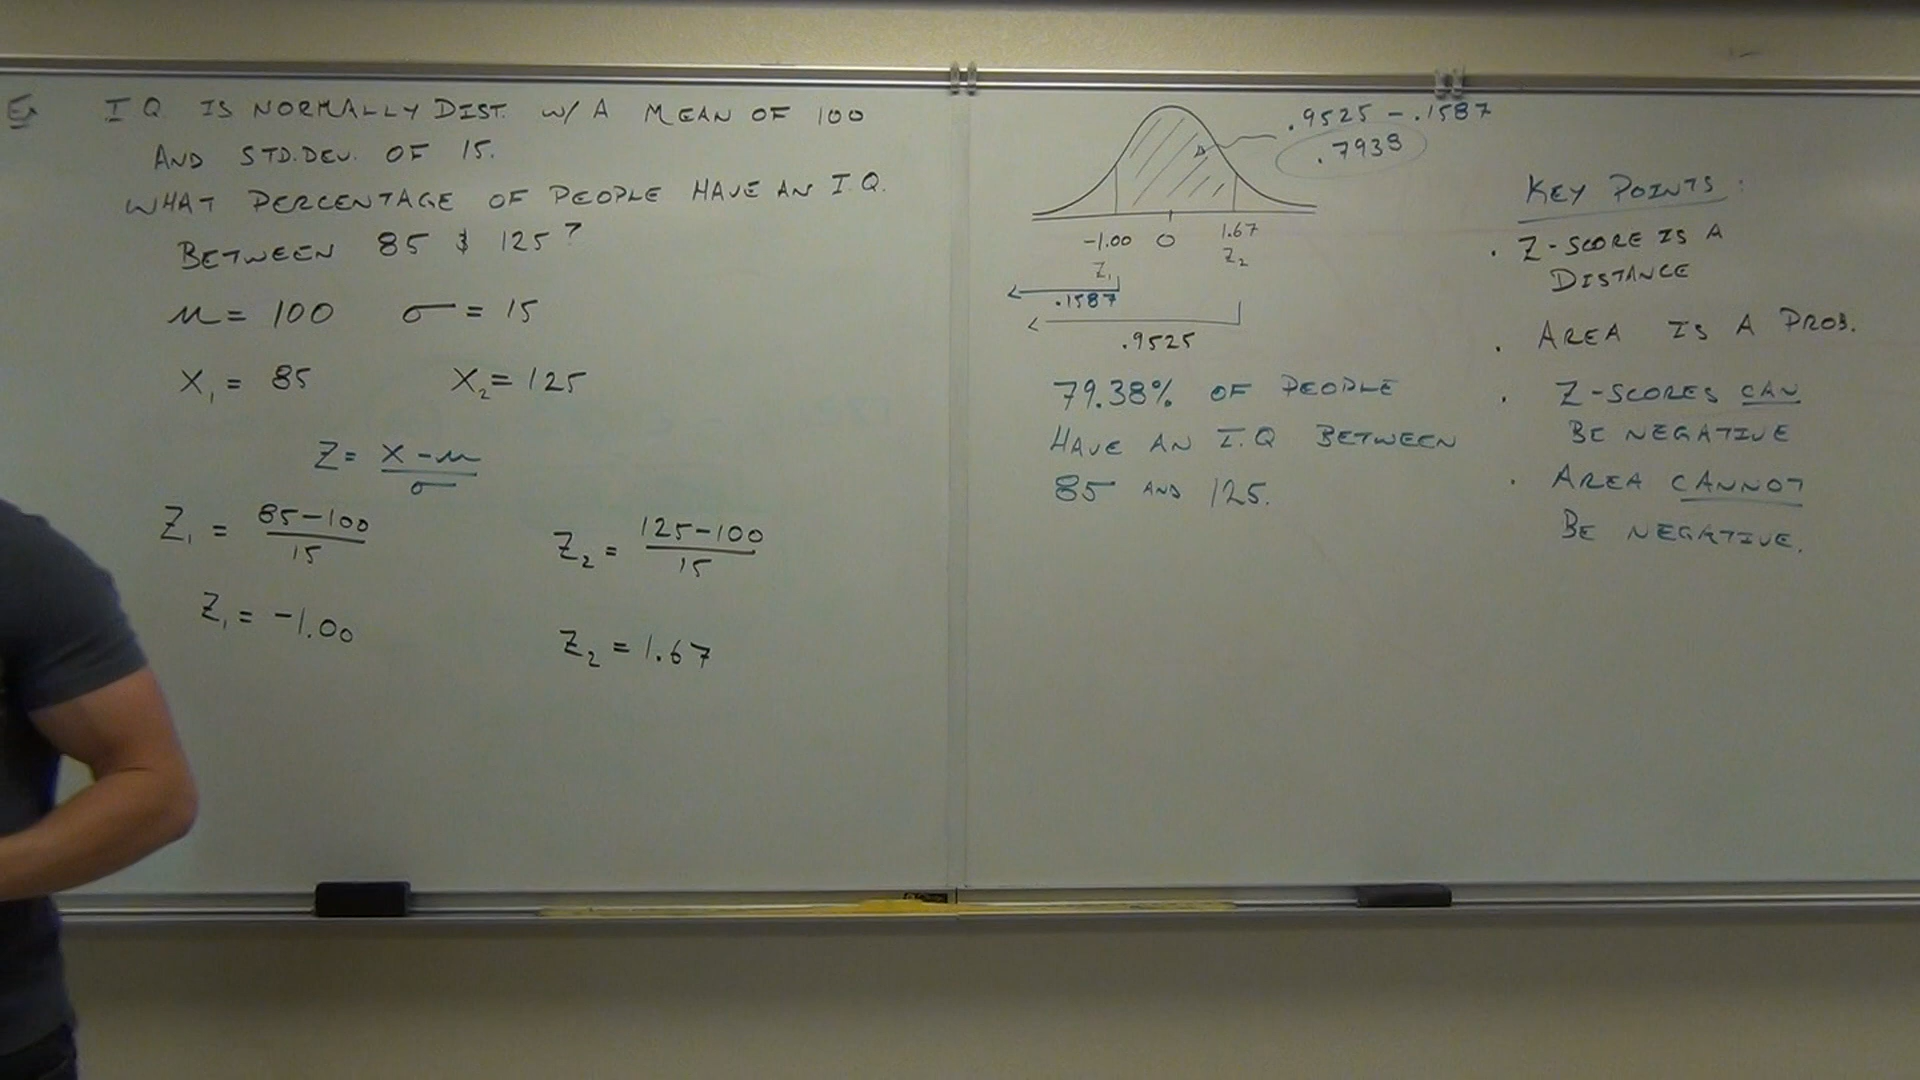 Ex I Q IS NORMALLY DIST. W/ A MEAN OF 100
AND STD.DEV. OF 15.
WHAT PERCENTAGE OF PEOPLE HAVE AN I.Q.
BETWEEN 85 & 125?
μ = 100 σ = 15
X₁ = 85 X₂ = 125
Z = X - μ
σ
Z₁ = 85 - 100
15
Z₂ = 125 - 100
15
Z₁ = -1.00
Z₂ = 1.67
.9525 - .1587
.7938
-1.00 0 1.67
Z₁ Z₂
.1587
.9525
79.38% OF PEOPLE
HAVE AN I.Q BETWEEN
85 AND 125.
KEY POINTS:
· Z-SCORE IS A
DISTANCE
· AREA IS A PROB.
· Z-SCORES CAN
BE NEGATIVE
· AREA CANNOT
BE NEGATIVE.